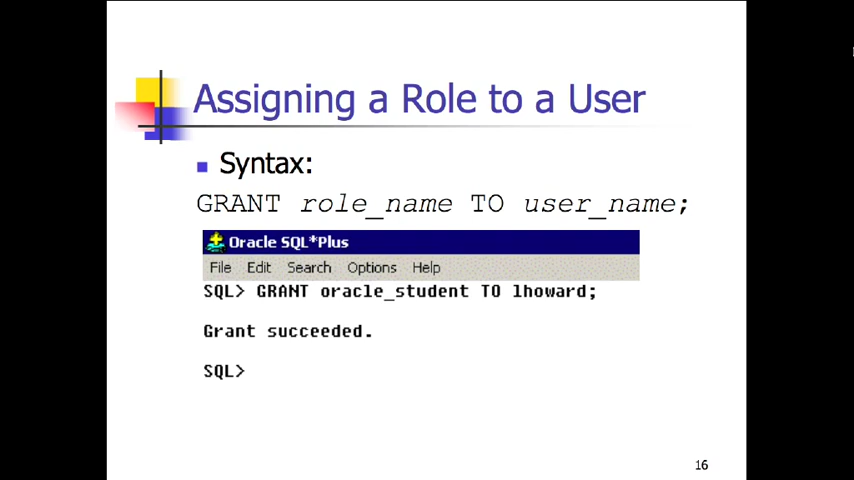 Assigning a Role to a User
Syntax:
GRANT role_name TO user_name;
Oracle SQL*Plus
File Edit Search Options Help
SQL> GRANT oracle_student TO lhoward;
Grant succeeded.
SQL>
16